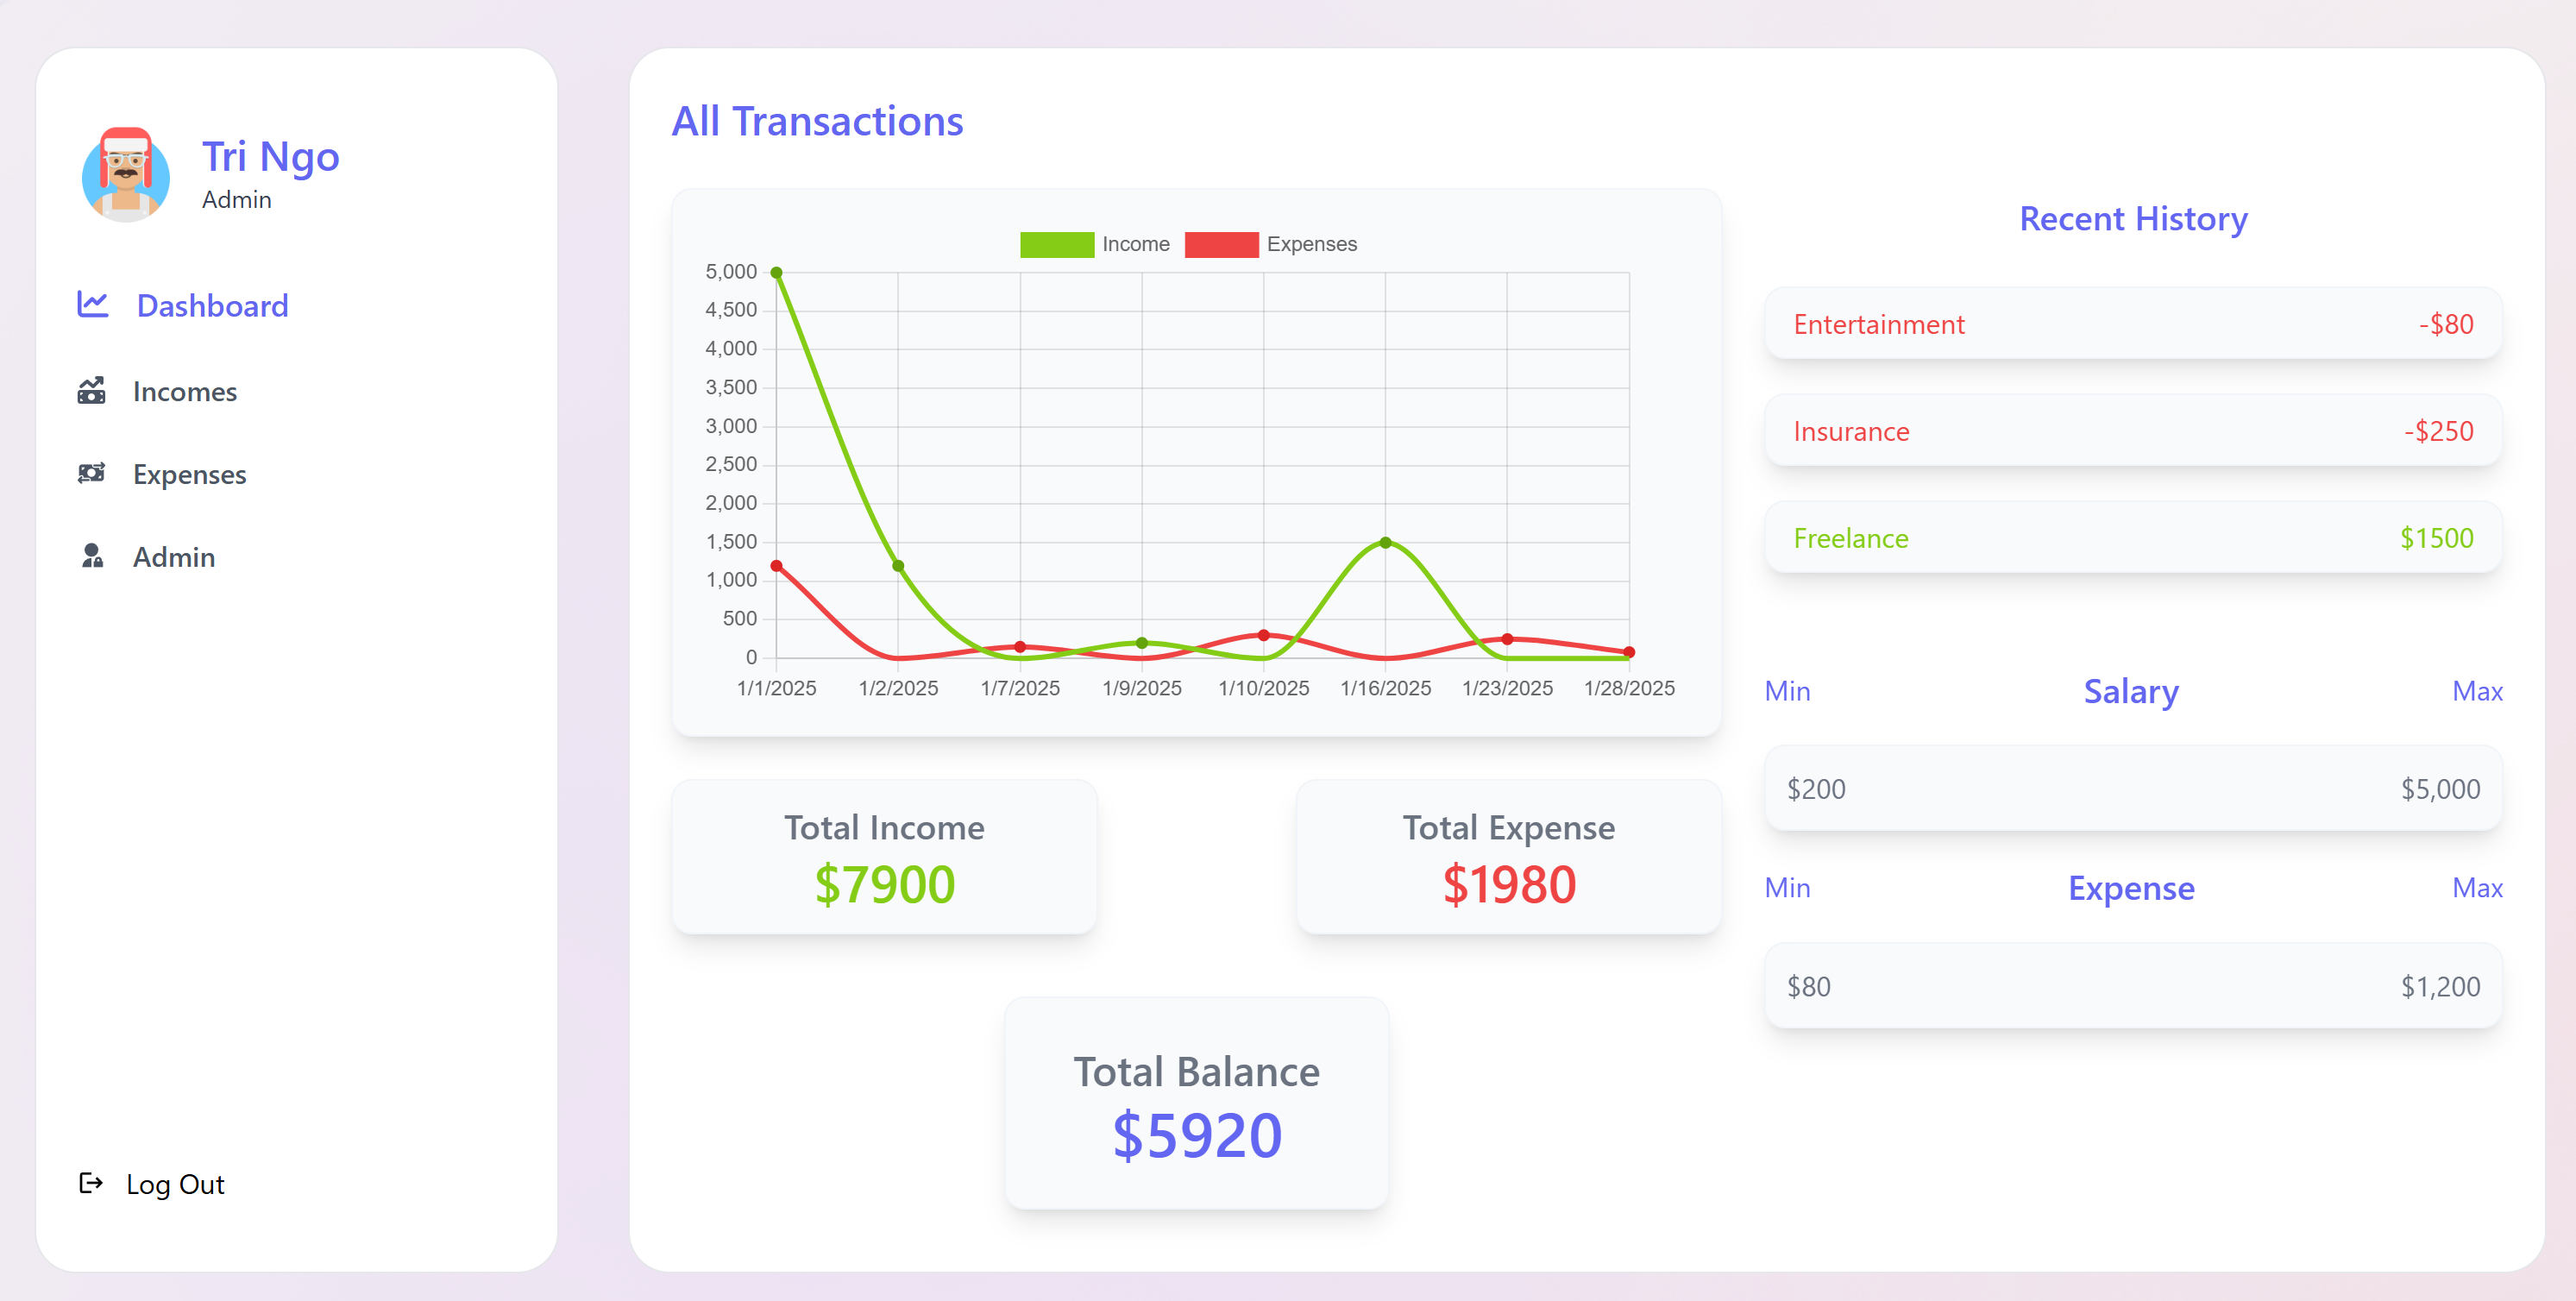 Tri Ngo
Admin
Dashboard
Incomes
Expenses
Admin
Log Out
All Transactions
Income Expenses
5,000
4,500
4,000
3,500
3,000
2,500
2,000
1,500
1,000
500
0
1/1/2025 1/2/2025 1/7/2025 1/9/2025 1/10/2025 1/16/2025 1/23/2025 1/28/2025
Total Income
$7900
Total Expense
$1980
Total Balance
$5920
Recent History
Entertainment -$80
Insurance -$250
Freelance $1500
Min Salary Max
$200 $5,000
Min Expense Max
$80 $1,200